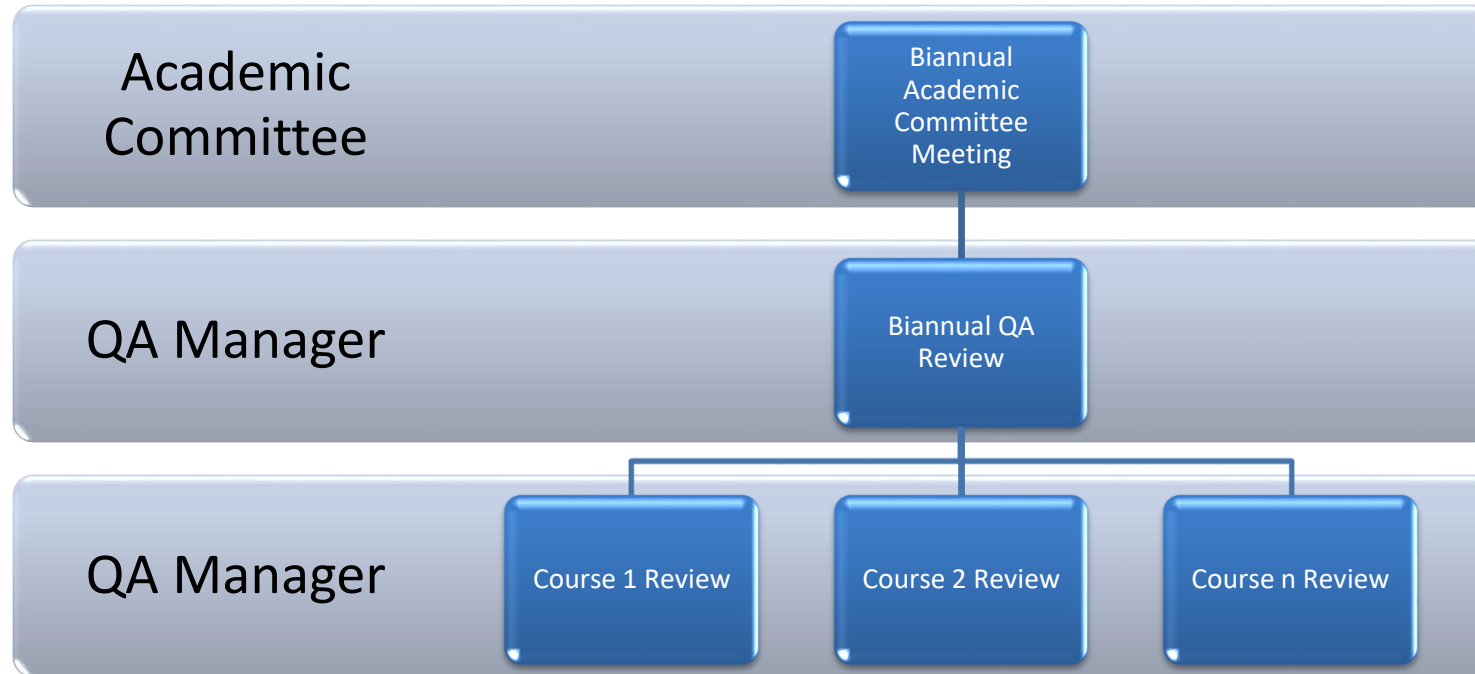 Academic
Committee
Biannual
Academic
Committee
Meeting
QA Manager
Biannual QA
Review
QA Manager
Course 1 Review
Course 2 Review
Course n Review